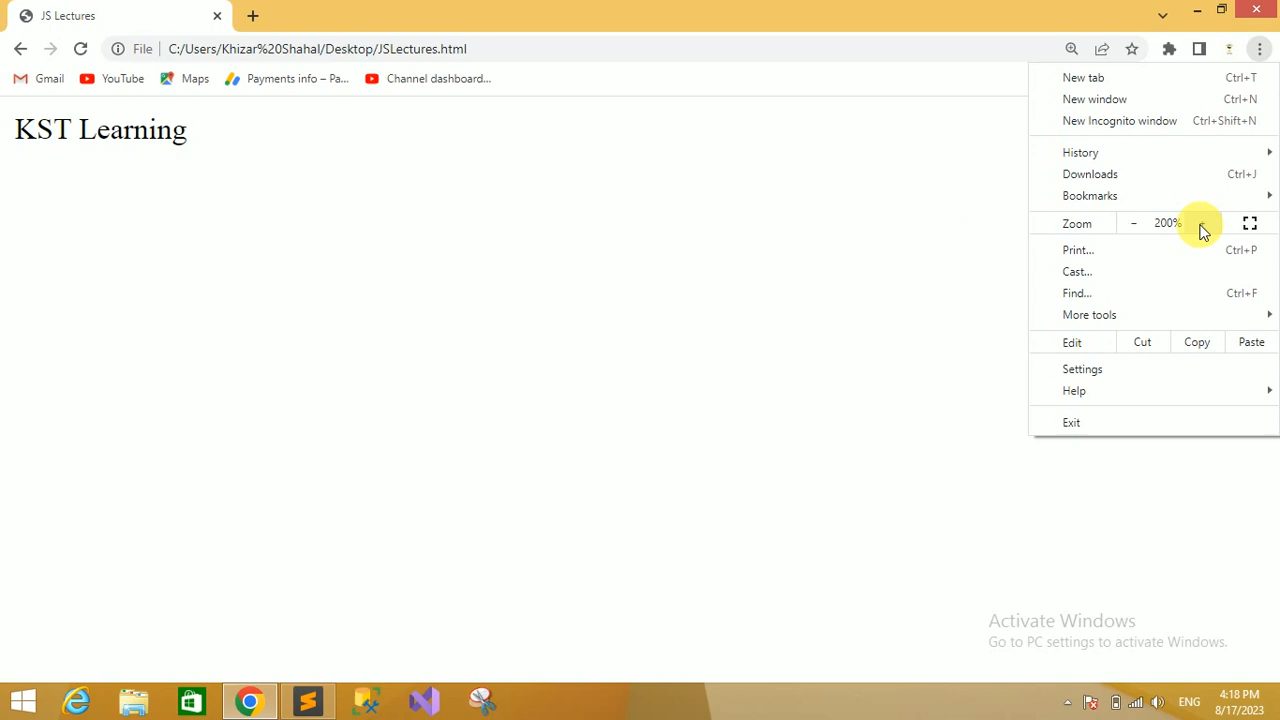 JS Lectures
File C:/Users/Khizar%20Shahal/Desktop/JSLectures.html
Gmail YouTube Maps Payments info – Pa... Channel dashboard...
KST Learning
New tab Ctrl+T
New window Ctrl+N
New Incognito window Ctrl+Shift+N
History
Downloads Ctrl+J
Bookmarks
Zoom − 200% +
Print... Ctrl+P
Cast...
Find... Ctrl+F
More tools
Edit Cut Copy Paste
Settings
Help
Exit
Activate Windows
Go to PC settings to activate Windows.
ENG
4:18 PM
8/17/2023